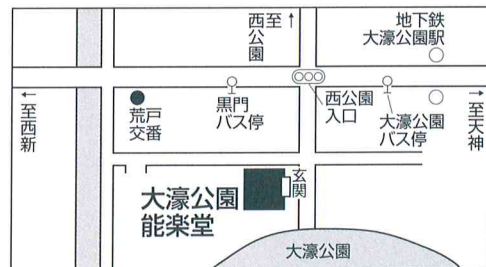 至西公園
↑
地下鉄
大濠公園駅
←至西新
荒戸
交番
黒門
バス停
西公園
入口
大濠公園
バス停
→至天神
大濠公園
能楽堂
玄関
大濠公園